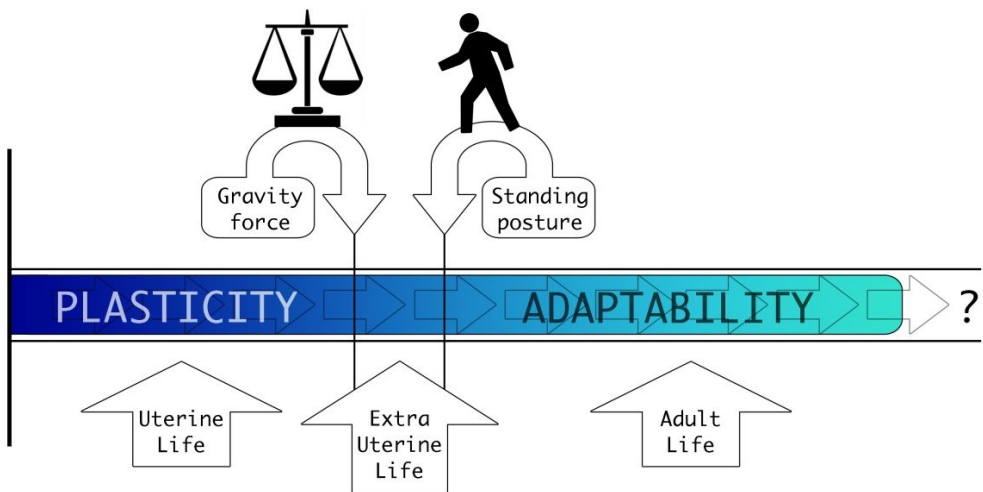 Gravity
force
Standing
posture
PLASTICITY
ADAPTABILITY
?
Uterine
Life
Extra
Uterine
Life
Adult
Life